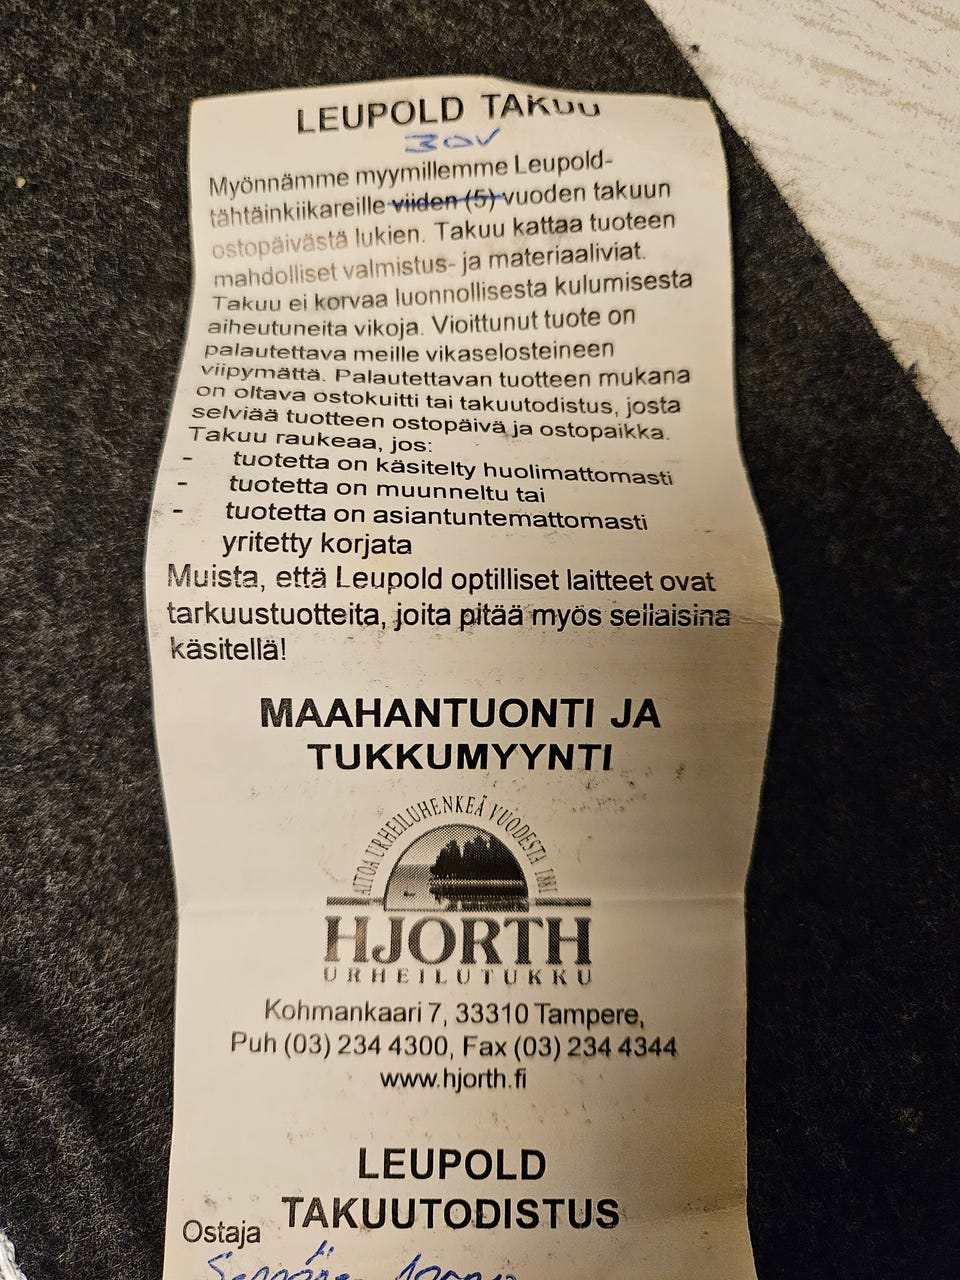 LEUPOLD TAKUU
30V
Myönnämme myymillemme Leupold-
tähtäinkiikareille viiden (5) vuoden takuun
ostopäivästä lukien. Takuu kattaa tuoteen
mahdolliset valmistus- ja materiaaliviat.
Takuu ei korvaa luonnollisesta kulumisesta
aiheutuneita vikoja. Vioittunut tuote on
palautettava meille vikaselosteineen
viipymättä. Palautettavan tuotteen mukana
on oltava ostokuitti tai takuutodistus, josta
selviää tuotteen ostopäivä ja ostopaikka.
Takuu raukeaa, jos:
- tuotetta on käsitelty huolimattomasti
- tuotetta on muunneltu tai
- tuotetta on asiantuntemattomasti
yritetty korjata
Muista, että Leupold optilliset laitteet ovat
tarkuustuotteita, joita pitää myös sellaisina
käsitellä!
MAAHANTUONTI JA
TUKKUMYYNTI
AITOA URHEILUHENKEÄ VUODESTA 1881
HJORTH
URHEILUTUKKU
Kohmankaari 7, 33310 Tampere,
Puh (03) 234 4300, Fax (03) 234 4344
www.hjorth.fi
LEUPOLD
TAKUUTODISTUS
Ostaja